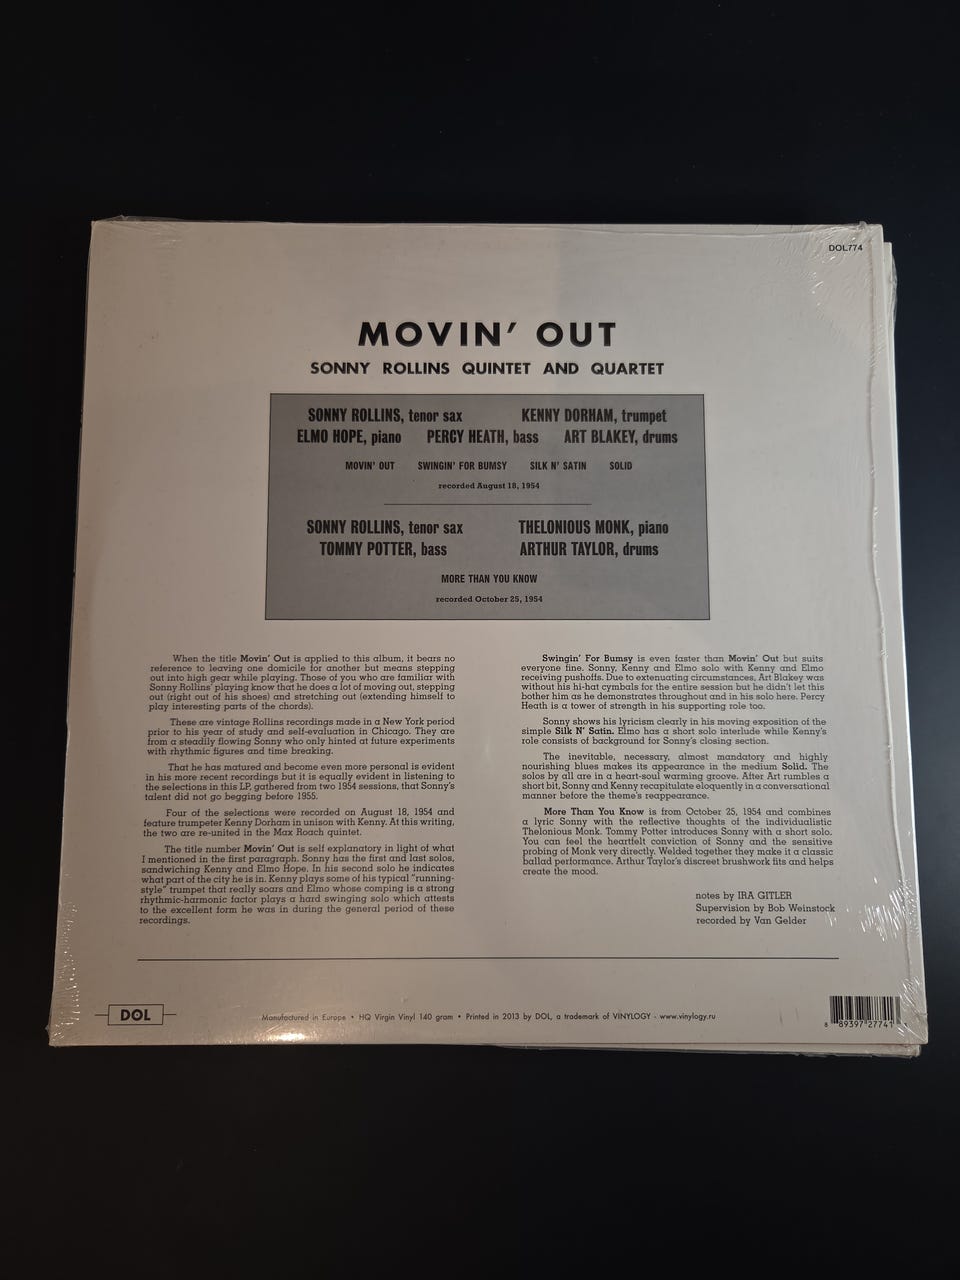 DOL774
MOVIN' OUT
SONNY ROLLINS QUINTET AND QUARTET
SONNY ROLLINS, tenor sax KENNY DORHAM, trumpet
ELMO HOPE, piano PERCY HEATH, bass ART BLAKEY, drums
MOVIN' OUT SWINGIN' FOR BUMSY SILK N' SATIN SOLID
recorded August 18, 1954
SONNY ROLLINS, tenor sax THELONIOUS MONK, piano
TOMMY POTTER, bass ARTHUR TAYLOR, drums
MORE THAN YOU KNOW
recorded October 25, 1954
When the title Movin' Out is applied to this album, it bears no
reference to leaving one domicile for another but means stepping
out into high gear while playing. Those of you who are familiar with
Sonny Rollins' playing know that he does a lot of moving out, stepping
out (right out of his shoes) and stretching out (extending himself to
play interesting parts of the chords).
These are vintage Rollins recordings made in a New York period
prior to his year of study and self-evaluation in Chicago. They are
from a steadily flowing Sonny who only hinted at future experiments
with rhythmic figures and time breaking.
That he has matured and become even more personal is evident
in his more recent recordings but it is equally evident in listening to
the selections in this LP, gathered from two 1954 sessions, that Sonny's
talent did not go begging before 1955.
Four of the selections were recorded on August 18, 1954 and
feature trumpeter Kenny Dorham in unison with Kenny. At this writing,
the two are re-united in the Max Roach quintet.
The title number Movin' Out is self explanatory in light of what
I mentioned in the first paragraph. Sonny has the first and last solos,
sandwiching Kenny and Elmo Hope. In his second solo he indicates
what part of the city he is in. Kenny plays some of his typical "running-
style" trumpet that really soars and Elmo whose comping is a strong
rhythmic-harmonic factor plays a hard swinging solo which attests
to the excellent form he was in during the general period of these
recordings.
Swingin' For Bumsy is even faster than Movin' Out but suits
everyone fine. Sonny, Kenny and Elmo solo with Kenny and Elmo
receiving pushoffs. Due to extenuating circumstances, Art Blakey was
without his hi-hat cymbals for the entire session but he didn't let this
bother him as he demonstrates throughout and in his solo here. Percy
Heath is a tower of strength in his supporting role too.
Sonny shows his lyricism clearly in his moving exposition of the
simple Silk N' Satin. Elmo has a short solo interlude while Kenny's
role consists of background for Sonny's closing section.
The inevitable, necessary, almost mandatory and highly
nourishing blues makes its appearance in the medium Solid. The
solos by all are in a heart-soul warming groove. After Art rumbles a
short bit, Sonny and Kenny recapitulate eloquently in a conversational
manner before the theme's reappearance.
More Than You Know is from October 25, 1954 and combines
a lyric Sonny with the reflective thoughts of the individualistic
Thelonious Monk. Tommy Potter introduces Sonny with a short solo.
You can feel the heartfelt conviction of Sonny and the sensitive
probing of Monk very directly. Welded together they make it a classic
ballad performance. Arthur Taylor's discreet brushwork fits and helps
create the mood.
notes by IRA GITLER
Supervision by Bob Weinstock
recorded by Van Gelder
DOL
Manufactured in Europe • HQ Virgin Vinyl 140 gram • Printed in 2013 by DOL, a trademark of VINYLOGY - www.vinylogy.ru
8 89397 27741